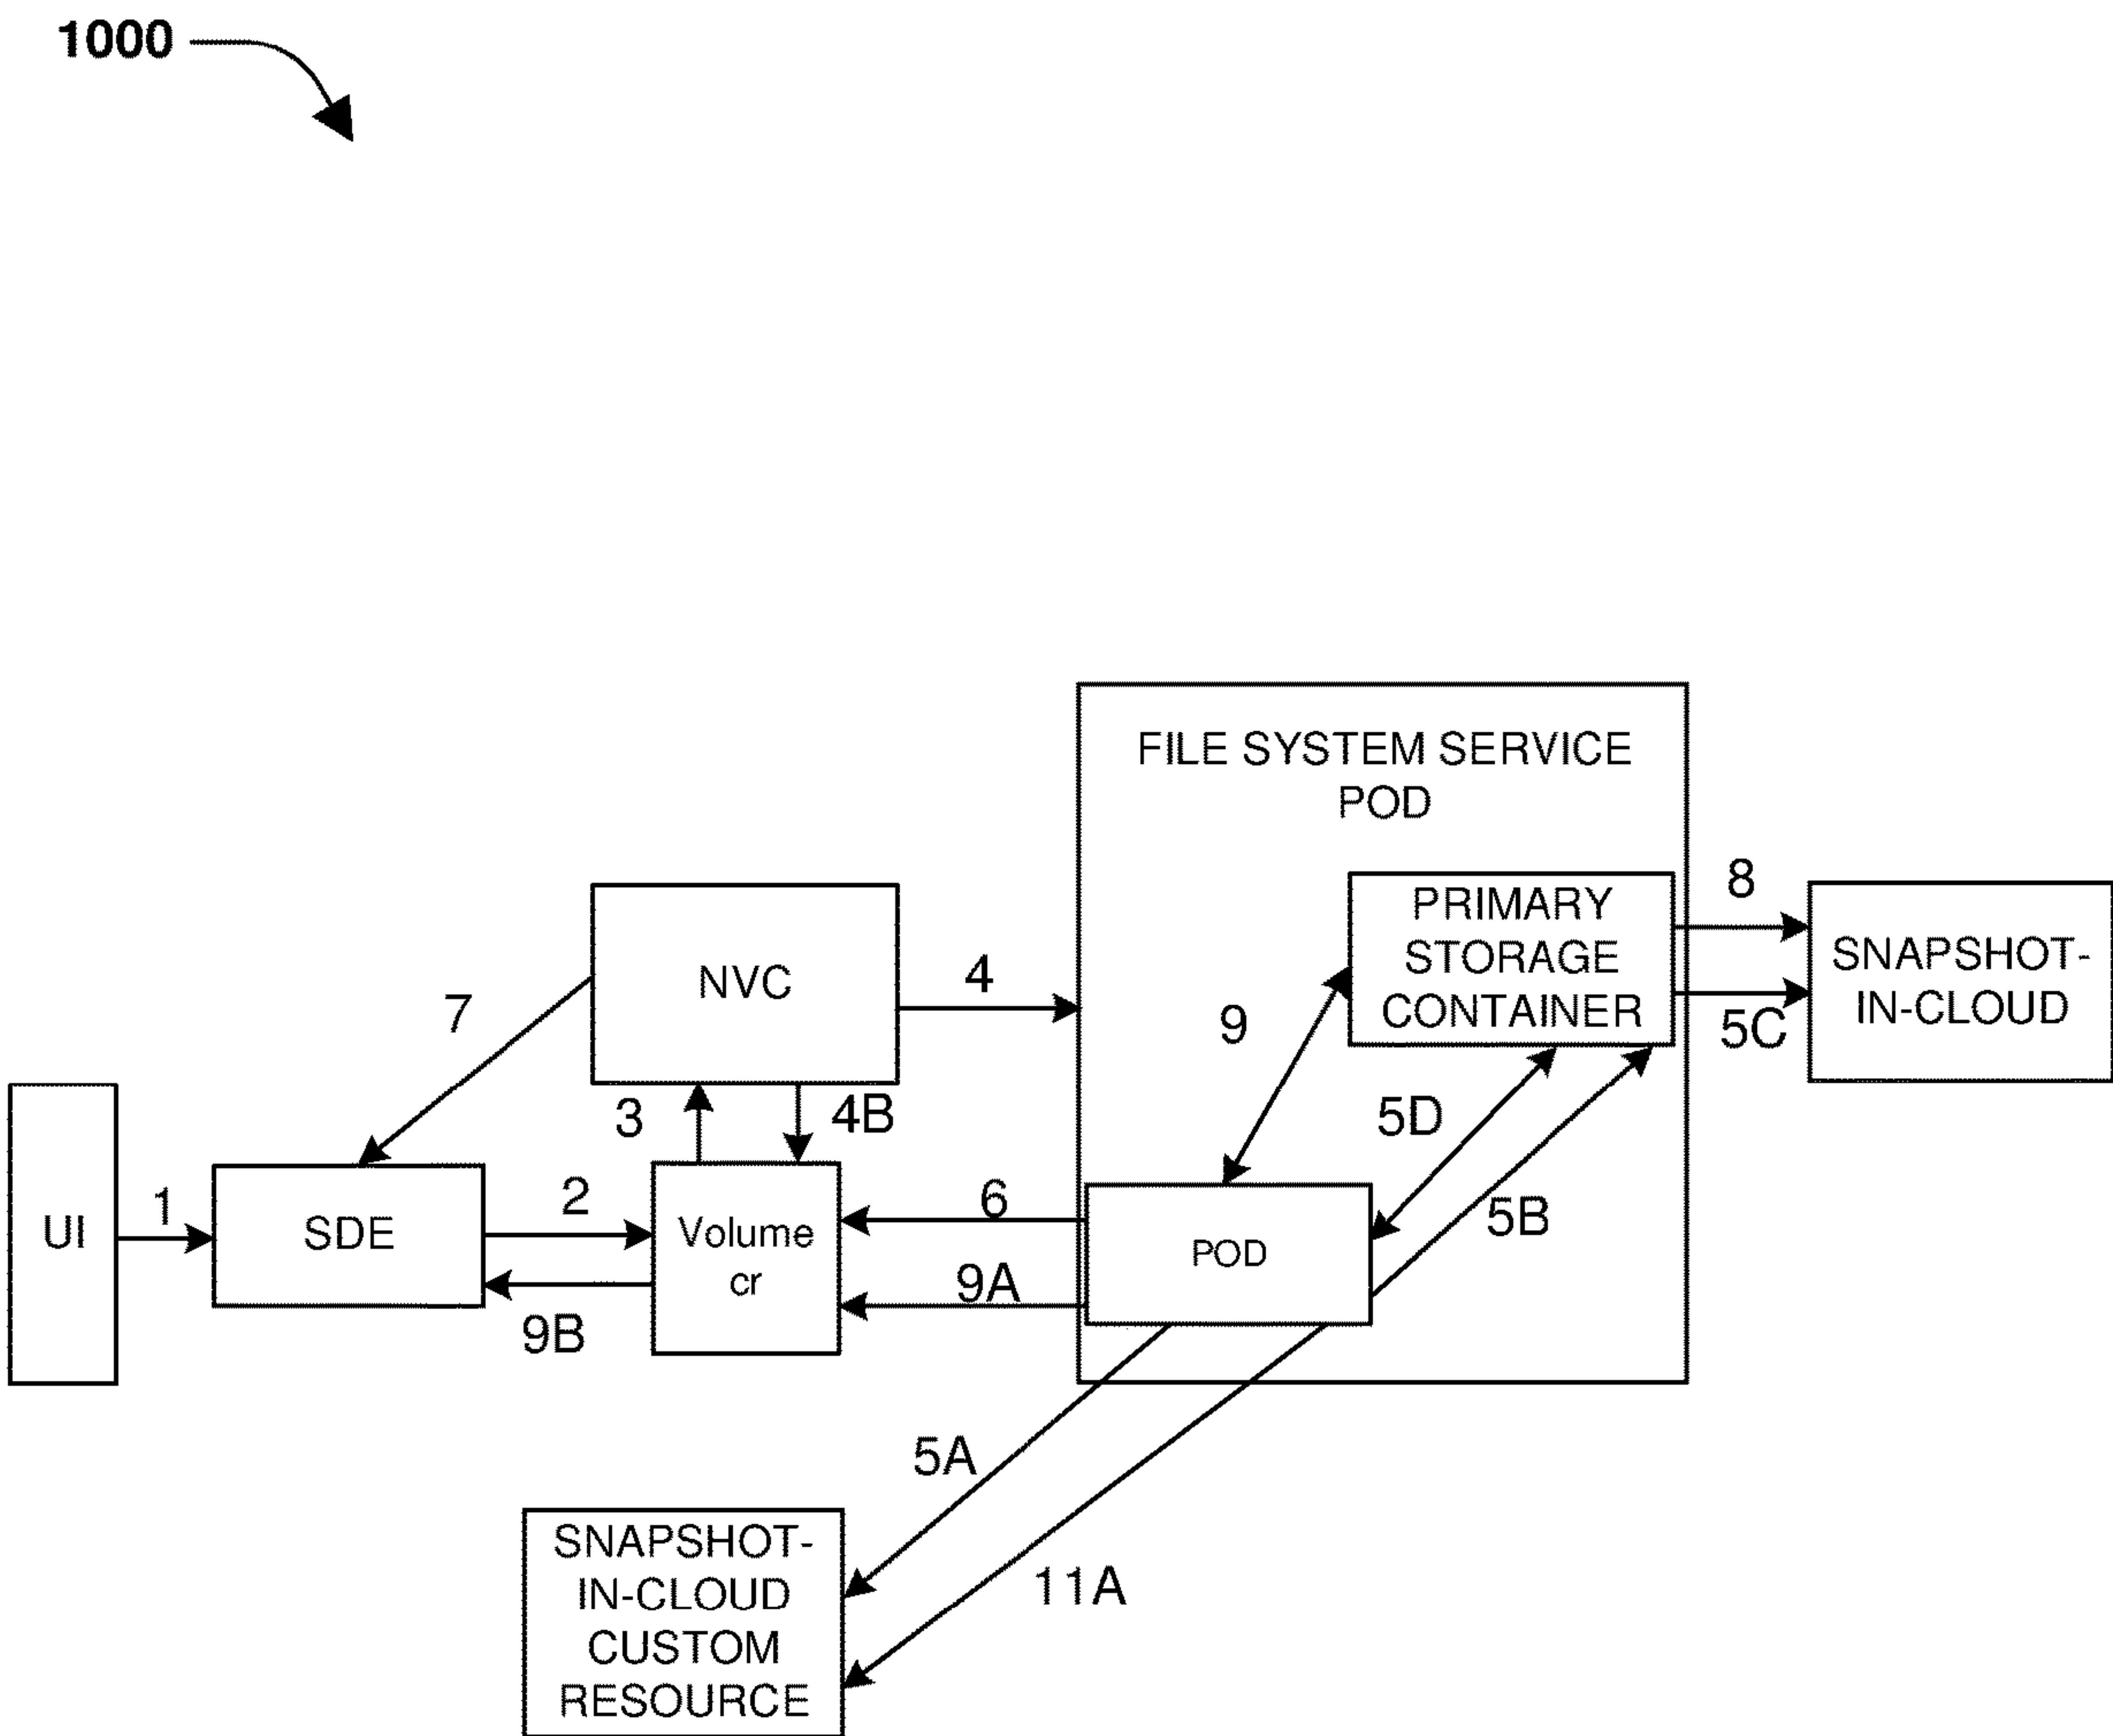 1000
FILE SYSTEM SERVICE
POD
PRIMARY
STORAGE
CONTAINER
8
SNAPSHOT-
IN-CLOUD
5C
NVC
4
7
9
3
4B
5D
5B
UI
1
SDE
2
Volume
cr
6
POD
9A
9B
5A
11A
SNAPSHOT-
IN-CLOUD
CUSTOM
RESOURCE